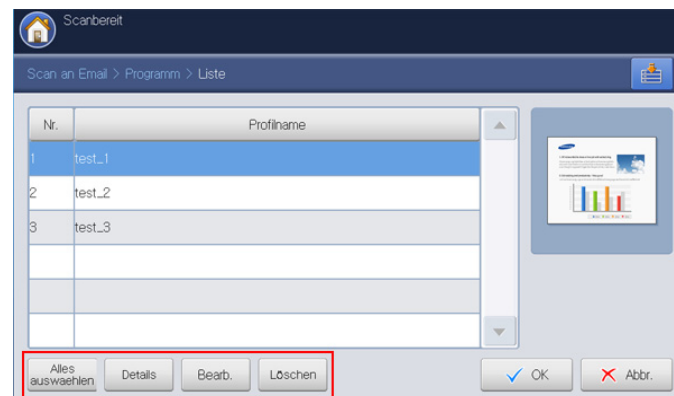 Scanbereit
Scan an Email > Programm > Liste
Nr. Profilname
1 test_1
2 test_2
3 test_3
Alles auswaehlen Details Bearb. Löschen OK Abbr.